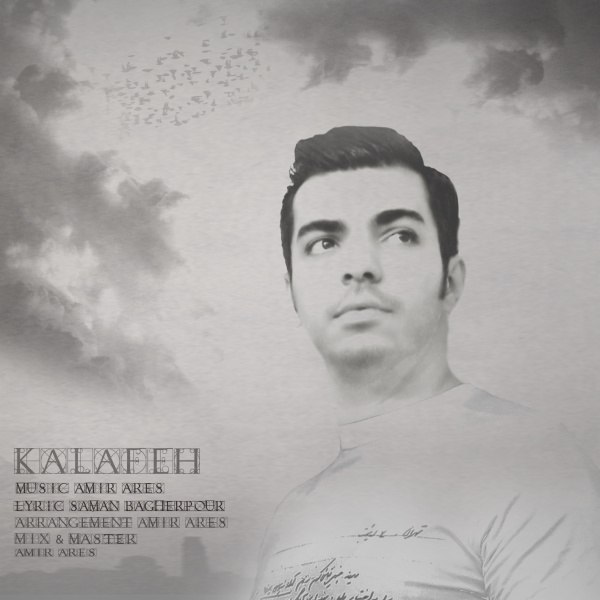 KALAFEH
MUSIC AMIR ARES
LYRIC SAMAN BAGHERPOUR
ARRANGEMENT AMIR ARES
MIX & MASTER
AMIR ARES